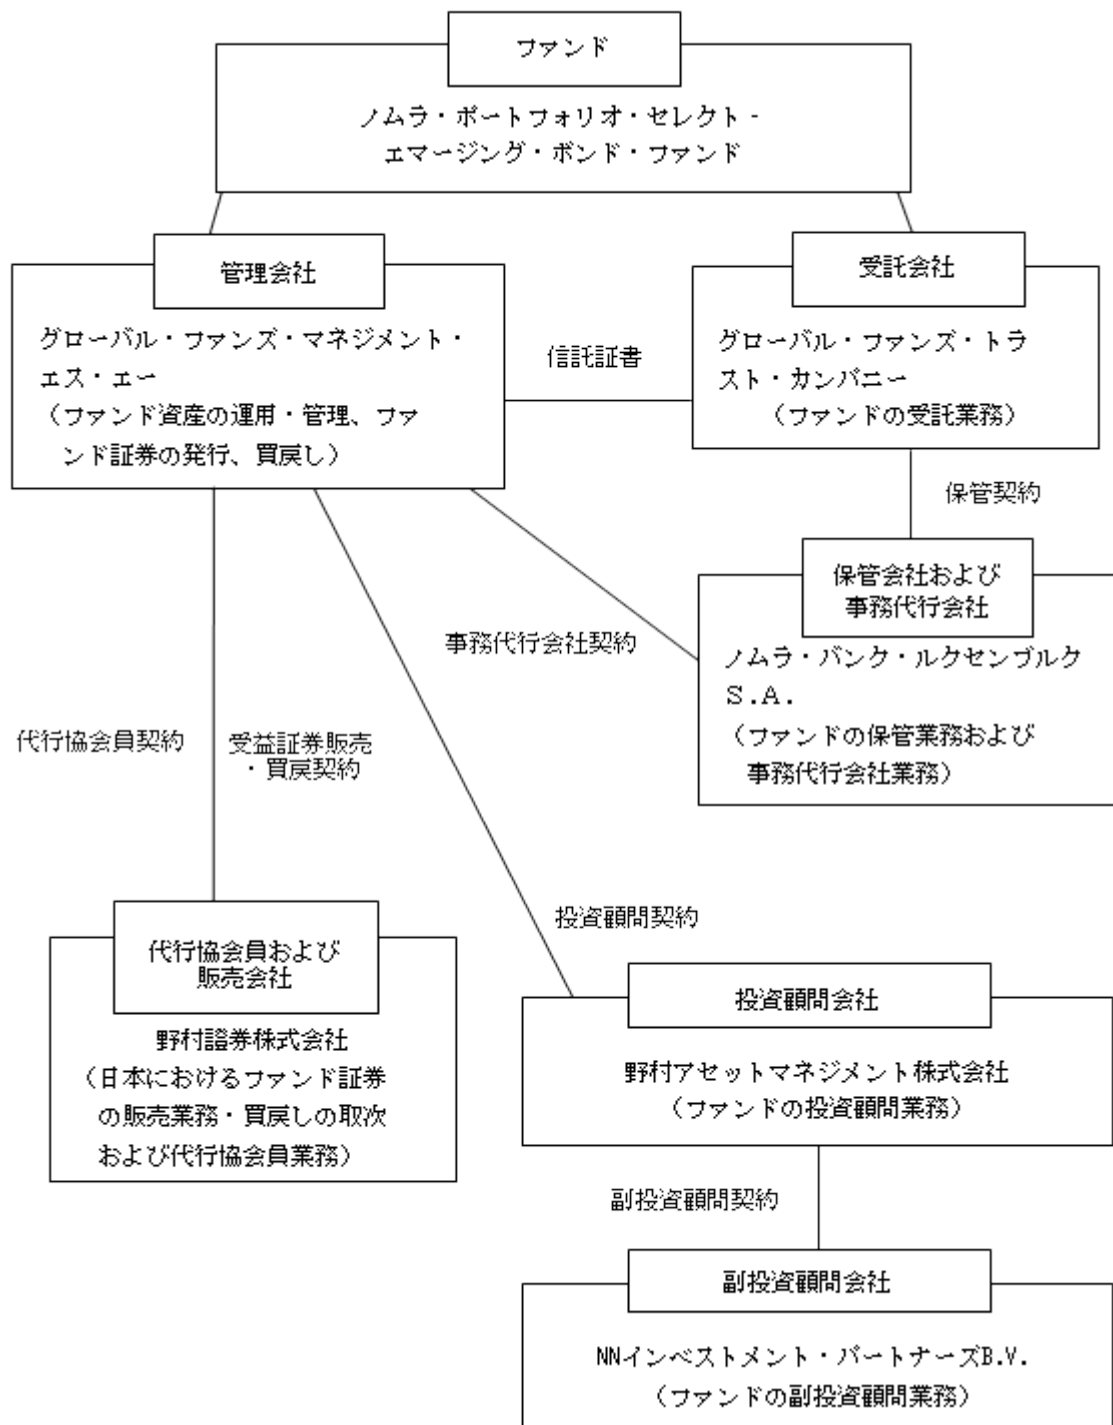 ファンド
ノムラ・ポートフォリオ・セレクト -
エマージング・ボンド・ファンド
管理会社
グローバル・ファンズ・マネジメント・
エス・エー
（ファンド資産の運用・管理、ファ
ンド証券の発行、買戻し）
信託証書
受託会社
グローバル・ファンズ・トラ
スト・カンパニー
（ファンドの受託業務）
保管契約
保管会社および
事務代行会社
ノムラ・バンク・ルクセンブルク
Ｓ.Ａ.
（ファンドの保管業務および
事務代行会社業務）
事務代行会社契約
代行協会員契約
受益証券販売
・買戻契約
投資顧問契約
代行協会員および
販売会社
野村證券株式会社
（日本におけるファンド証券
の販売業務・買戻しの取次
および代行協会員業務）
投資顧問会社
野村アセットマネジメント株式会社
（ファンドの投資顧問業務）
副投資顧問契約
副投資顧問会社
NNインベストメント・パートナーズB.V.
（ファンドの副投資顧問業務）